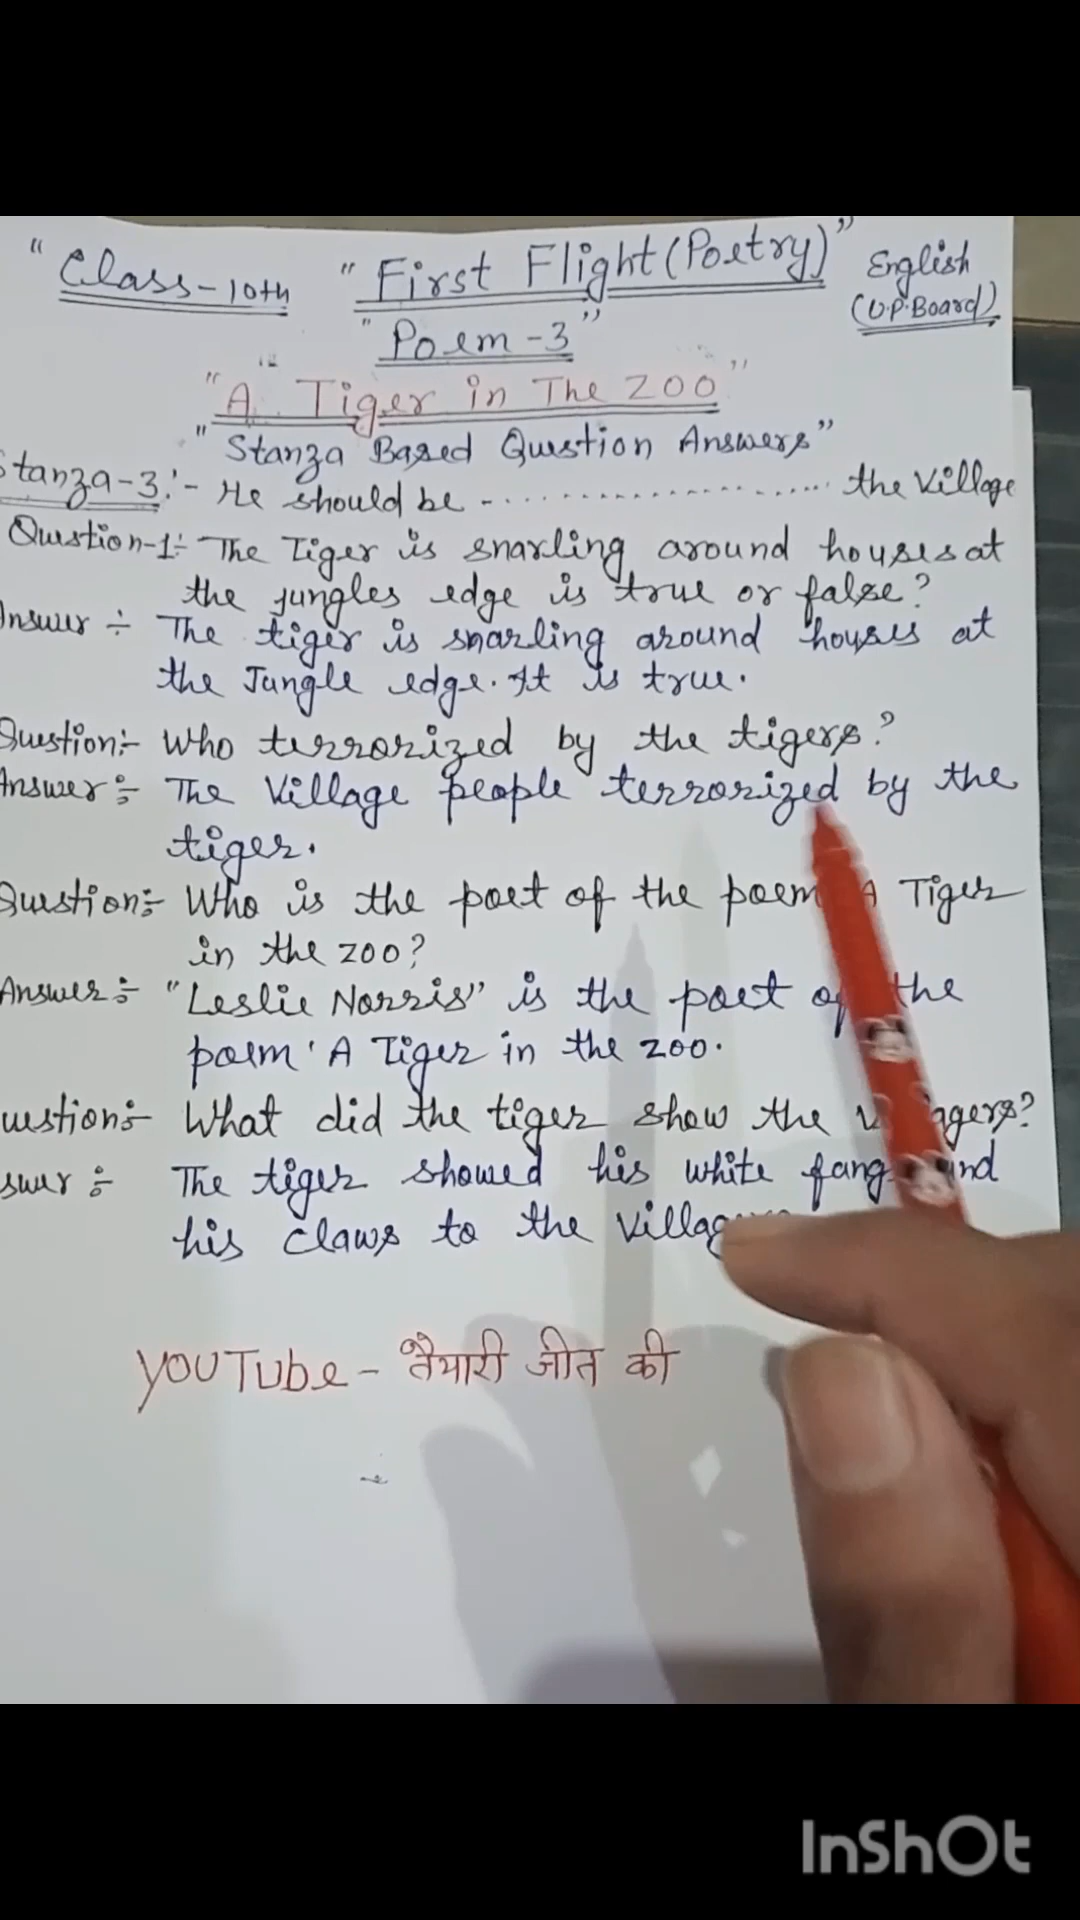 "Class-10th "First Flight (Poetry)" English
(U.P. Board)
"Poem-3"
"A Tiger in The ZOO"
"Stanza Based Question Answers"
Stanza-3:- He should be - .................... the Village
Question-1:- The Tiger is snarling around houses at
the jungles edge is true or false?
Answer :- The tiger is snarling around houses at
the Jungle edge. It is true.
Question:- Who terrorized by the tigers?
Answer:- The Village people terrorized by the
tiger.
Question:- Who is the poet of the poem A Tiger
in the zoo?
Answer:- "Leslie Norris" is the poet of the
poem 'A Tiger in the zoo.
uestion:- What did the tiger show the
swer :- The tiger showed his white fang and
his claws to the
YOUTube - तैयारी जीत की
InShOt